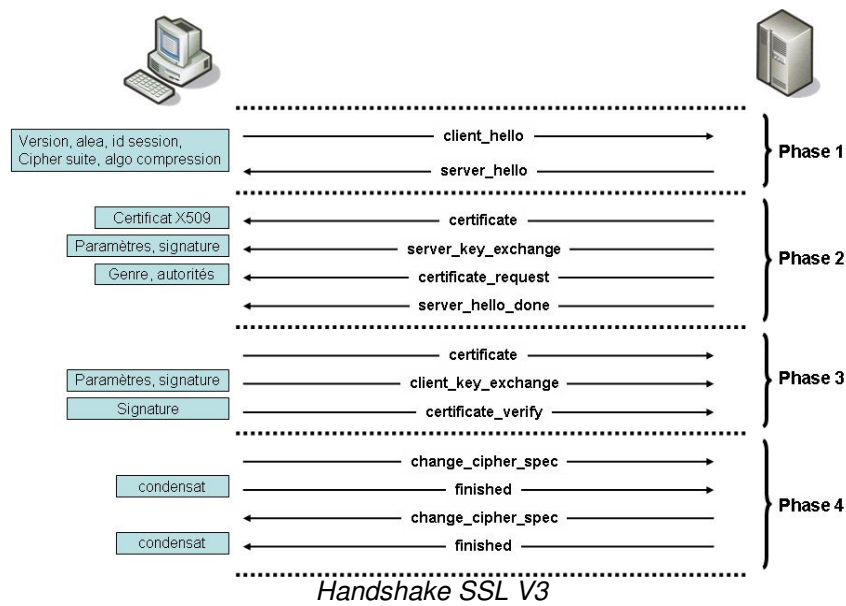 Version, alea, id session,
Cipher suite, algo compression
client_hello
server_hello
Phase 1
Certificat X509
certificate
Paramètres, signature
server_key_exchange
Genre, autorités
certificate_request
server_hello_done
Phase 2
certificate
Paramètres, signature
client_key_exchange
Signature
certificate_verify
Phase 3
change_cipher_spec
condensat
finished
change_cipher_spec
condensat
finished
Phase 4
Handshake SSL V3